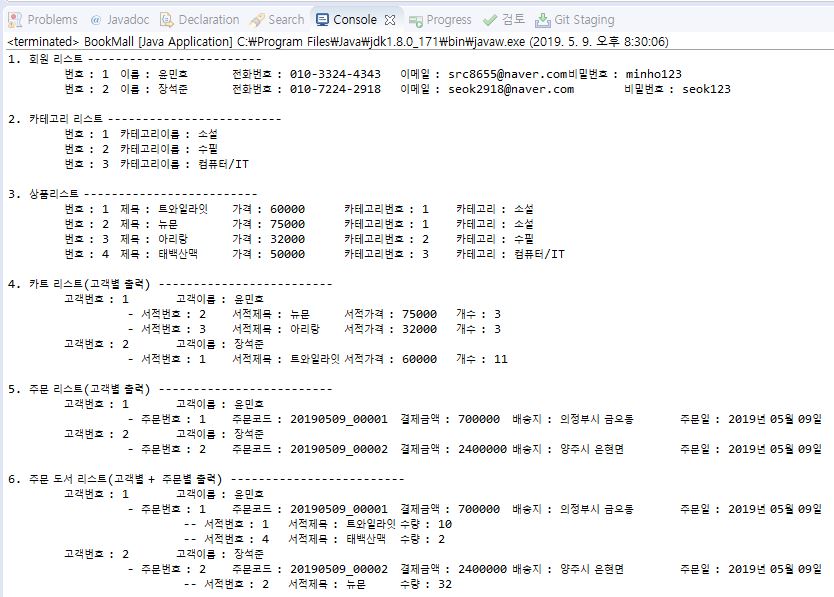 Problems @ Javadoc Declaration Search Console Progress 검토 Git Staging
<terminated> BookMall [Java Application] C:₩Program Files₩Java₩jdk1.8.0_171₩bin₩javaw.exe (2019. 5. 9. 오후 8:30:06)
1. 회원 리스트 -------------------------
번호 : 1 이름 : 윤민호 전화번호 : 010-3324-4343 이메일 : src8655@naver.com비밀번호 : minho123
번호 : 2 이름 : 장석준 전화번호 : 010-7224-2918 이메일 : seok2918@naver.com 비밀번호 : seok123
2. 카테고리 리스트 -------------------------
번호 : 1 카테고리이름 : 소설
번호 : 2 카테고리이름 : 수필
번호 : 3 카테고리이름 : 컴퓨터/IT
3. 상품리스트 -------------------------
번호 : 1 제목 : 트와일라잇 가격 : 60000 카테고리번호 : 1 카테고리 : 소설
번호 : 2 제목 : 뉴문 가격 : 75000 카테고리번호 : 1 카테고리 : 소설
번호 : 3 제목 : 아리랑 가격 : 32000 카테고리번호 : 2 카테고리 : 수필
번호 : 4 제목 : 태백산맥 가격 : 50000 카테고리번호 : 3 카테고리 : 컴퓨터/IT
4. 카트 리스트(고객별 출력) -------------------------
고객번호 : 1 고객이름 : 윤민호
- 서적번호 : 2 서적제목 : 뉴문 서적가격 : 75000 개수 : 3
- 서적번호 : 3 서적제목 : 아리랑 서적가격 : 32000 개수 : 3
고객번호 : 2 고객이름 : 장석준
- 서적번호 : 1 서적제목 : 트와일라잇 서적가격 : 60000 개수 : 11
5. 주문 리스트(고객별 출력) -------------------------
고객번호 : 1 고객이름 : 윤민호
- 주문번호 : 1 주문코드 : 20190509_00001 결제금액 : 700000 배송지 : 의정부시 금오동 주문일 : 2019년 05월 09일
고객번호 : 2 고객이름 : 장석준
- 주문번호 : 2 주문코드 : 20190509_00002 결제금액 : 2400000 배송지 : 양주시 은현면 주문일 : 2019년 05월 09일
6. 주문 도서 리스트(고객별 + 주문별 출력) -------------------------
고객번호 : 1 고객이름 : 윤민호
- 주문번호 : 1 주문코드 : 20190509_00001 결제금액 : 700000 배송지 : 의정부시 금오동 주문일 : 2019년 05월 09일
-- 서적번호 : 1 서적제목 : 트와일라잇 수량 : 10
-- 서적번호 : 4 서적제목 : 태백산맥 수량 : 2
고객번호 : 2 고객이름 : 장석준
- 주문번호 : 2 주문코드 : 20190509_00002 결제금액 : 2400000 배송지 : 양주시 은현면 주문일 : 2019년 05월 09일
-- 서적번호 : 2 서적제목 : 뉴문 수량 : 32